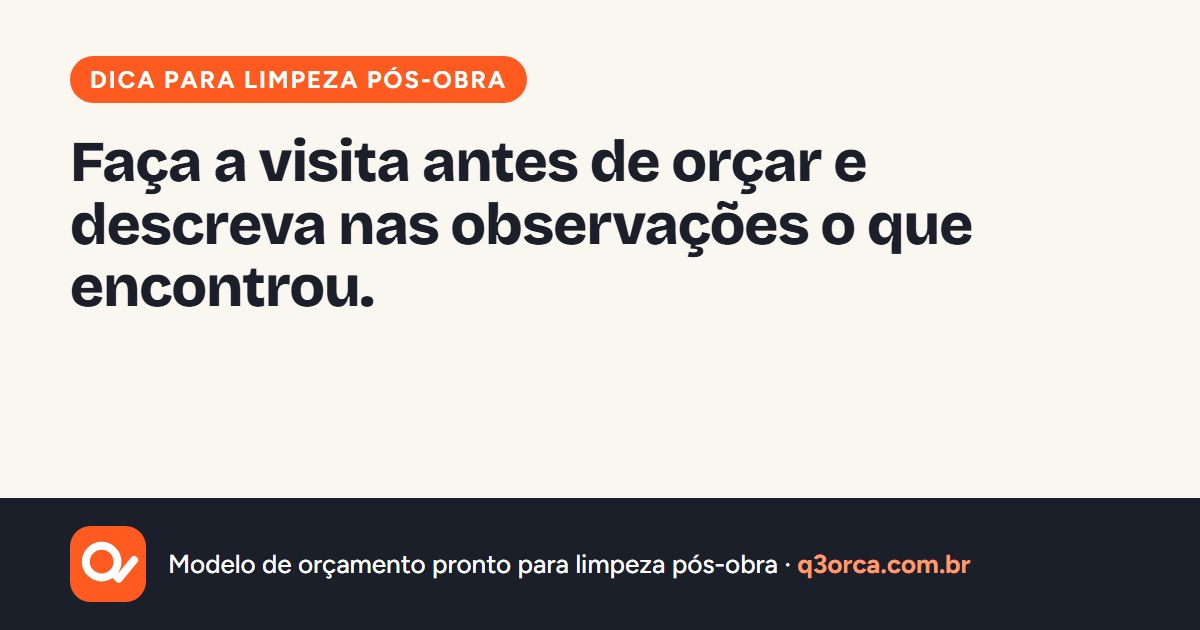 DICA PARA LIMPEZA PÓS-OBRA
Faça a visita antes de orçar e
descreva nas observações o que
encontrou.
Modelo de orçamento pronto para limpeza pós-obra · q3orca.com.br